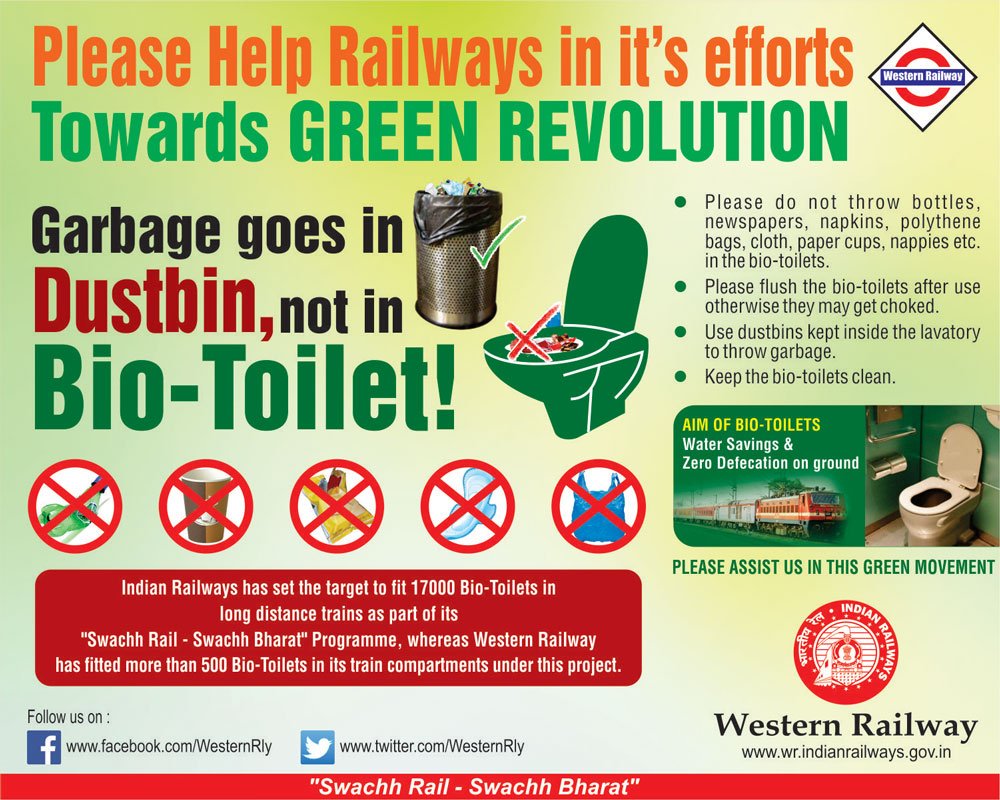 Please Help Railways in it's efforts
Towards GREEN REVOLUTION
Western Railway
Garbage goes in
Dustbin, not in
Bio-Toilet!
● Please do not throw bottles,
newspapers, napkins, polythene
bags, cloth, paper cups, nappies etc.
in the bio-toilets.
● Please flush the bio-toilets after use
otherwise they may get choked.
● Use dustbins kept inside the lavatory
to throw garbage.
● Keep the bio-toilets clean.
AIM OF BIO-TOILETS
Water Savings &
Zero Defecation on ground
PLEASE ASSIST US IN THIS GREEN MOVEMENT
Indian Railways has set the target to fit 17000 Bio-Toilets in
long distance trains as part of its
"Swachh Rail - Swachh Bharat" Programme, whereas Western Railway
has fitted more than 500 Bio-Toilets in its train compartments under this project.
भारतीय रेल • INDIAN RAILWAYS
Western Railway
www.wr.indianrailways.gov.in
Follow us on :
www.facebook.com/WesternRly
www.twitter.com/WesternRly
"Swachh Rail - Swachh Bharat"